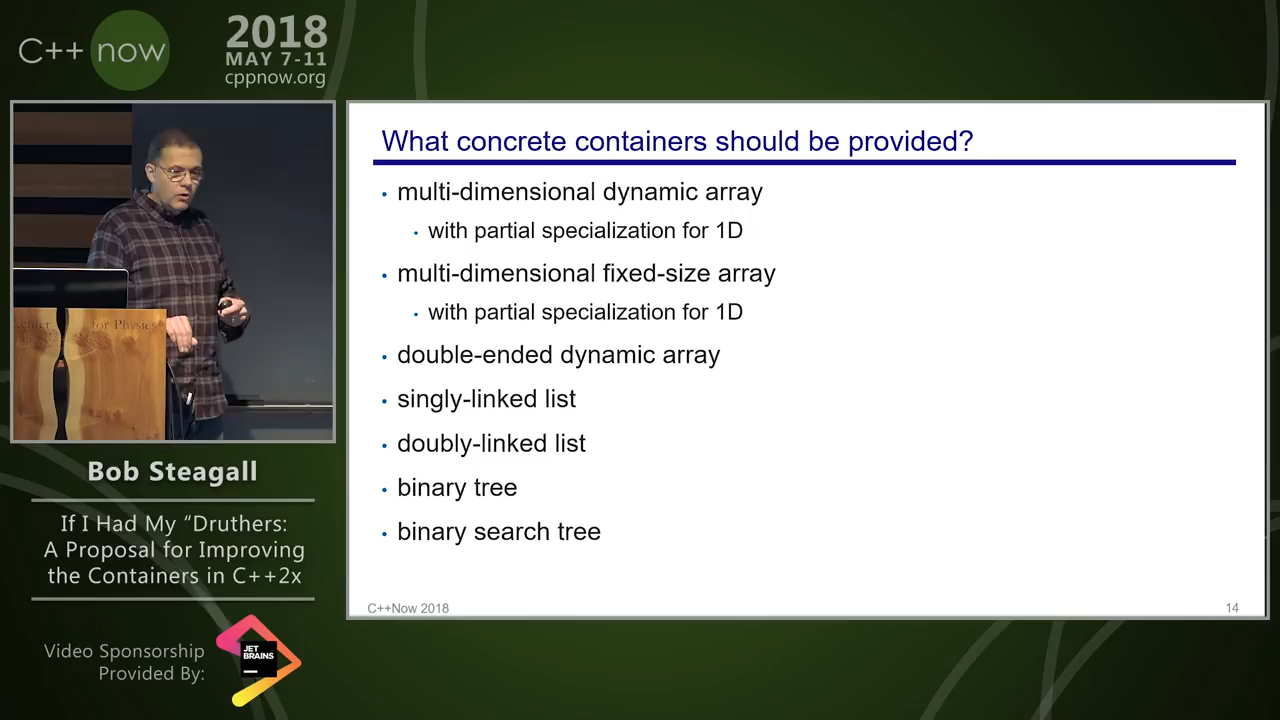 C++ now
2018
MAY 7-11
cppnow.org
What concrete containers should be provided?
• multi-dimensional dynamic array
• with partial specialization for 1D
• multi-dimensional fixed-size array
• with partial specialization for 1D
• double-ended dynamic array
• singly-linked list
• doubly-linked list
• binary tree
• binary search tree
C++Now 2018
14
for Physics
Bob Steagall
If I Had My “Druthers:
A Proposal for Improving
the Containers in C++2x
Video Sponsorship
Provided By:
JET
BRAINS